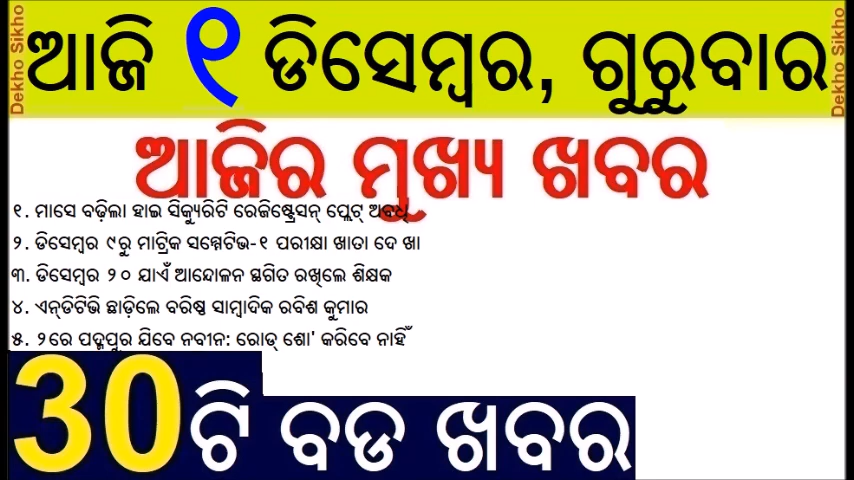 Dekho Sikho
ଆଜି ୧ ଡିସେମ୍ବର, ଗୁରୁବାର
Dekho Sikho
ଆଜିର ମୁଖ୍ୟ ଖବର
୧. ମାସେ ବଢ଼ିଲା ହାଇ ସିକ୍ୟୁରିଟି ରେଜିଷ୍ଟ୍ରେସନ୍ ପ୍ଲେଟ୍ ଅବଧି
୨. ଡିସେମ୍ବର ୯ରୁ ମାଟ୍ରିକ ସମ୍ମେଟିଭ-୧ ପରୀକ୍ଷା ଖାତା ଦେ ଖା
୩. ଡିସେମ୍ବର ୨୦ ଯାଏଁ ଆନ୍ଦୋଳନ ସ୍ଥଗିତ ରଖିଲେ ଶିକ୍ଷକ
୪. ଏନ୍‌ଡିଟିଭି ଛାଡ଼ିଲେ ବରିଷ୍ଠ ସାମ୍ବାଦିକ ରବିଶ କୁମାର
୫. ୨ରେ ପଦ୍ମପୁର ଯିବେ ନବୀନ: ରୋଡ୍ ଶୋ' କରିବେ ନାହିଁ
30ଟି ବଡ ଖବର